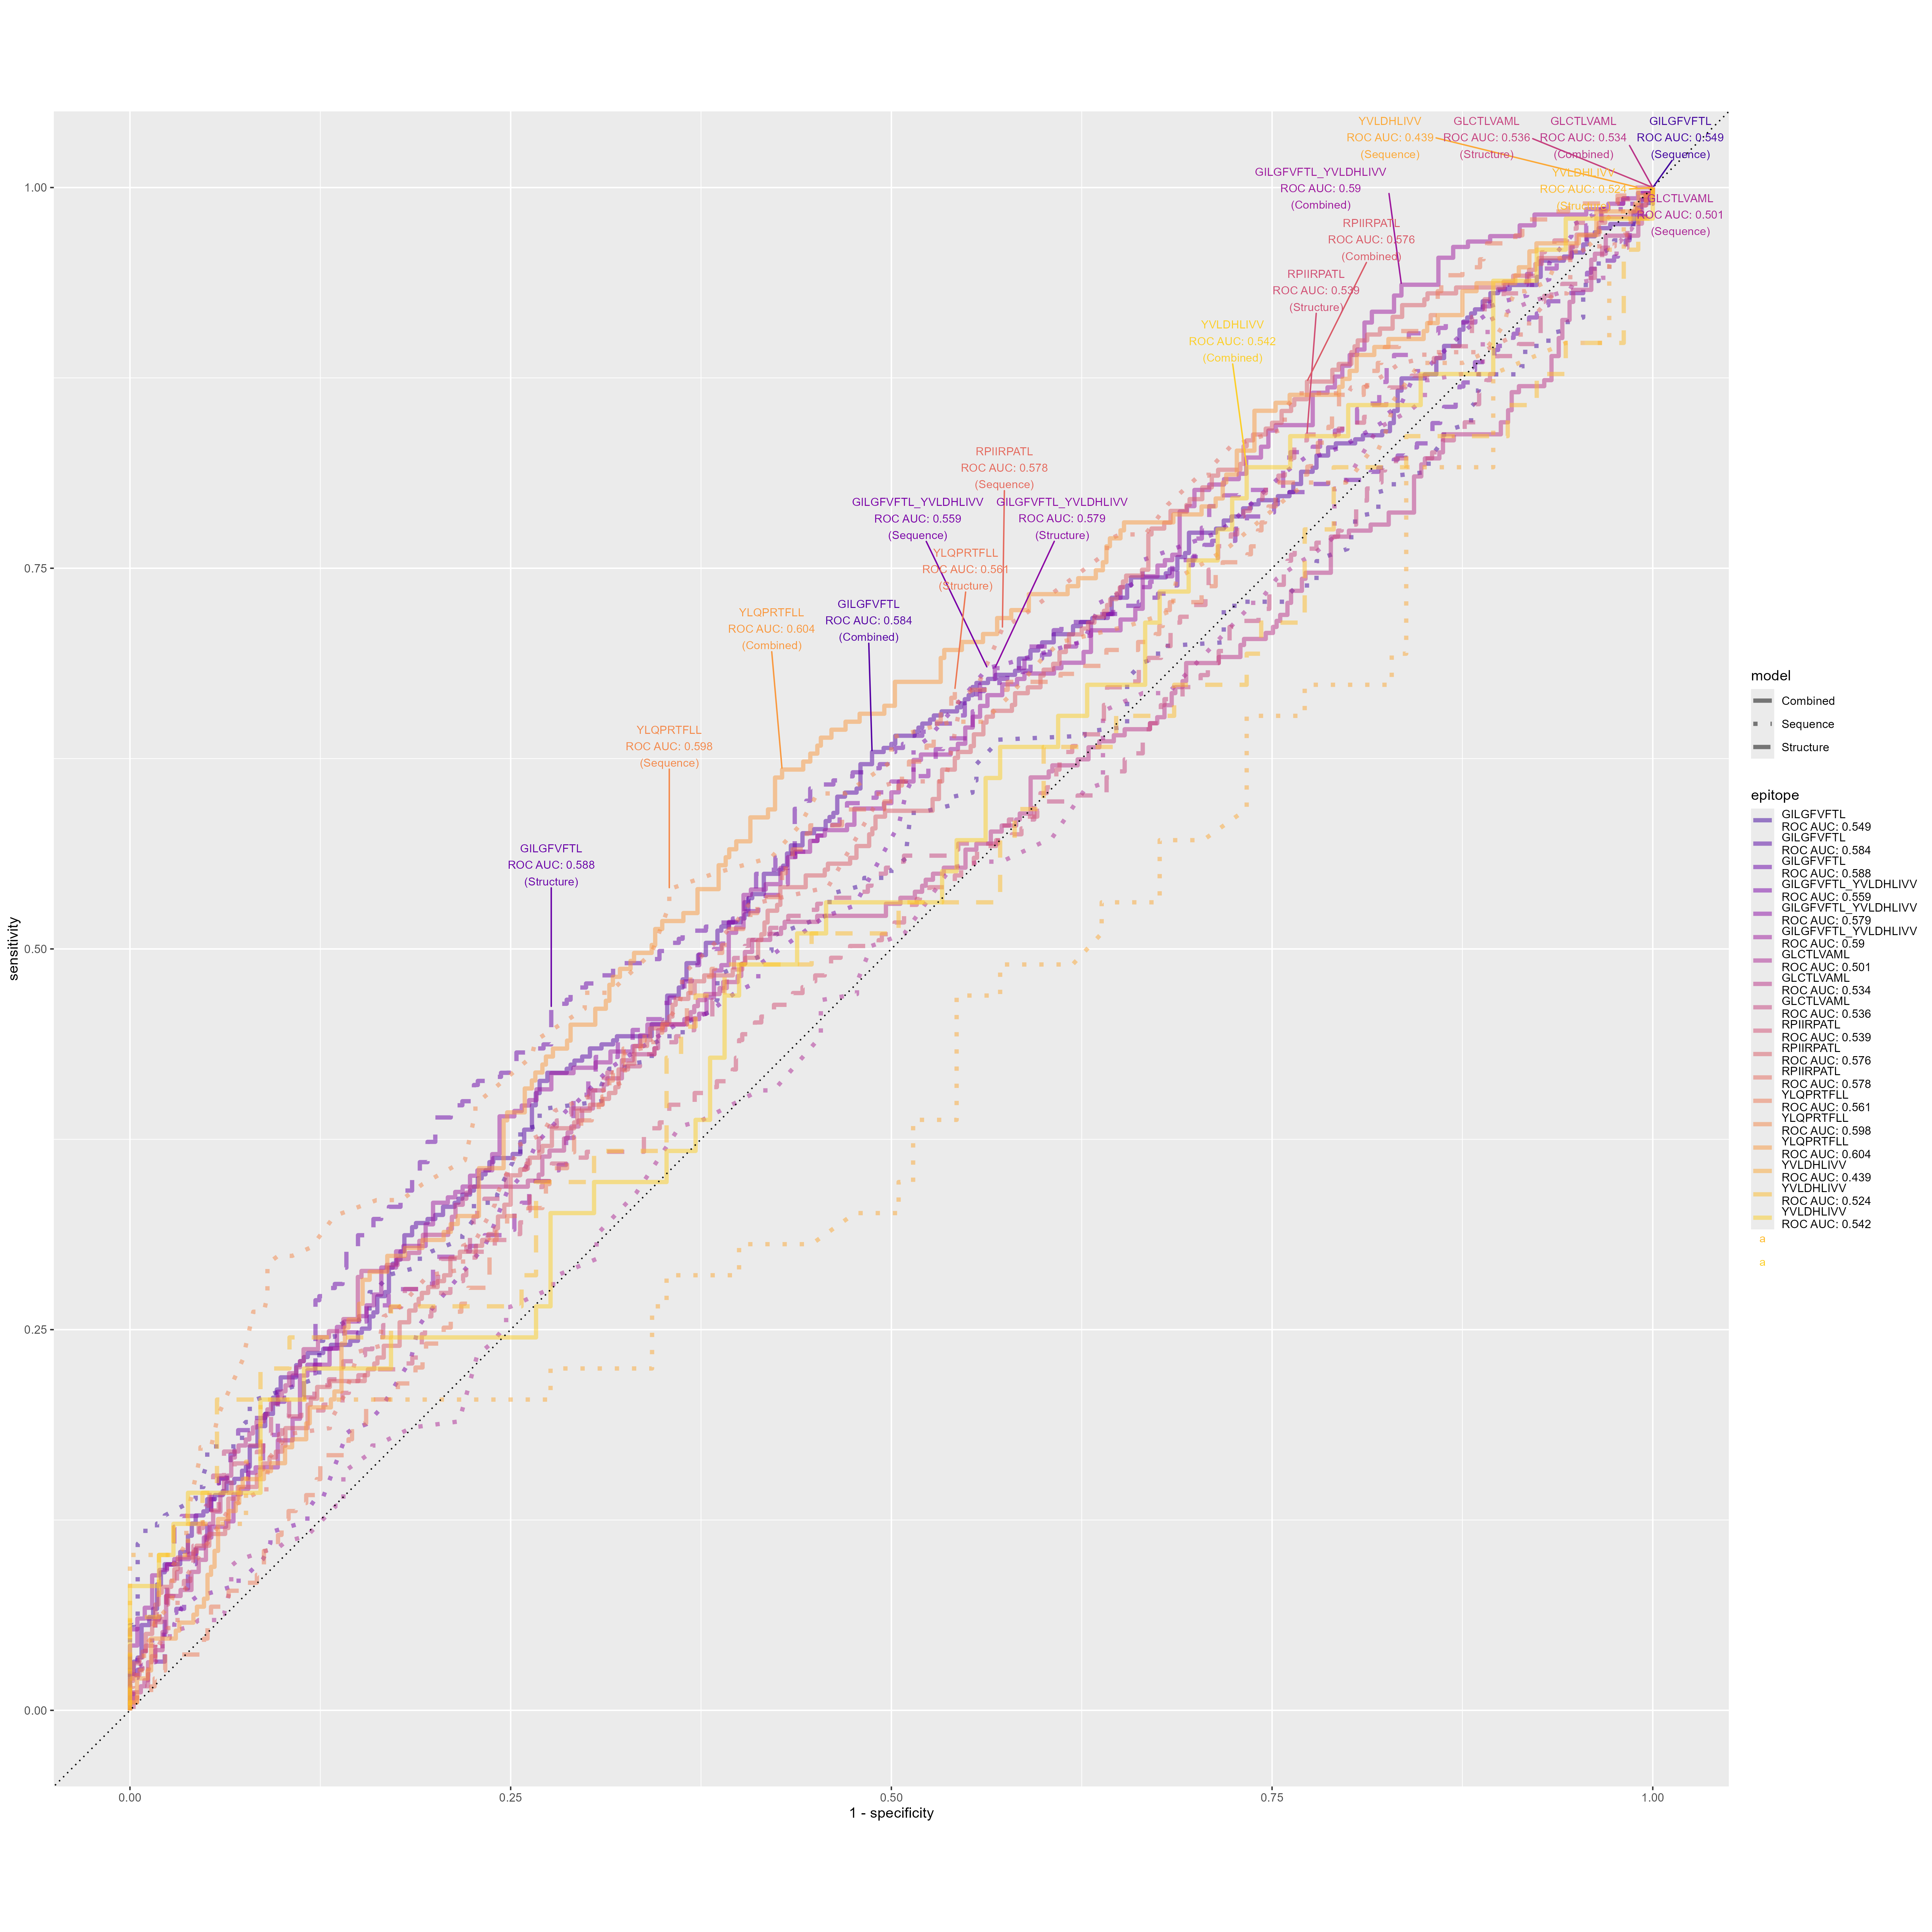 YVLDHLIVV
ROC AUC: 0.439
(Sequence)
GLCTLVAML
ROC AUC: 0.536
(Structure)
GLCTLVAML
ROC AUC: 0.534
(Combined)
GILGFVFTL
ROC AUC: 0.549
(Sequence)
YVLDHLIVV
ROC AUC: 0.524
(Structure)
GLCTLVAML
ROC AUC: 0.501
(Sequence)
GILGFVFTL_YVLDHLIVV
ROC AUC: 0.59
(Combined)
RPIIRPATL
ROC AUC: 0.576
(Combined)
RPIIRPATL
ROC AUC: 0.539
(Structure)
YVLDHLIVV
ROC AUC: 0.542
(Combined)
RPIIRPATL
ROC AUC: 0.578
(Sequence)
GILGFVFTL_YVLDHLIVV
ROC AUC: 0.559
(Sequence)
GILGFVFTL_YVLDHLIVV
ROC AUC: 0.579
(Structure)
YLQPRTFLL
ROC AUC: 0.561
(Structure)
GILGFVFTL
ROC AUC: 0.584
(Combined)
YLQPRTFLL
ROC AUC: 0.604
(Combined)
YLQPRTFLL
ROC AUC: 0.598
(Sequence)
GILGFVFTL
ROC AUC: 0.588
(Structure)
1.00
0.75
0.50
0.25
0.00
sensitivity
0.00
0.25
0.50
0.75
1.00
1 - specificity
model
Combined
Sequence
Structure
epitope
GILGFVFTL
ROC AUC: 0.549
GILGFVFTL
ROC AUC: 0.584
GILGFVFTL
ROC AUC: 0.588
GILGFVFTL_YVLDHLIVV
ROC AUC: 0.559
GILGFVFTL_YVLDHLIVV
ROC AUC: 0.579
GILGFVFTL_YVLDHLIVV
ROC AUC: 0.59
GLCTLVAML
ROC AUC: 0.501
GLCTLVAML
ROC AUC: 0.534
GLCTLVAML
ROC AUC: 0.536
RPIIRPATL
ROC AUC: 0.539
RPIIRPATL
ROC AUC: 0.576
RPIIRPATL
ROC AUC: 0.578
YLQPRTFLL
ROC AUC: 0.561
YLQPRTFLL
ROC AUC: 0.598
YLQPRTFLL
ROC AUC: 0.604
YVLDHLIVV
ROC AUC: 0.439
YVLDHLIVV
ROC AUC: 0.524
YVLDHLIVV
ROC AUC: 0.542
a
a